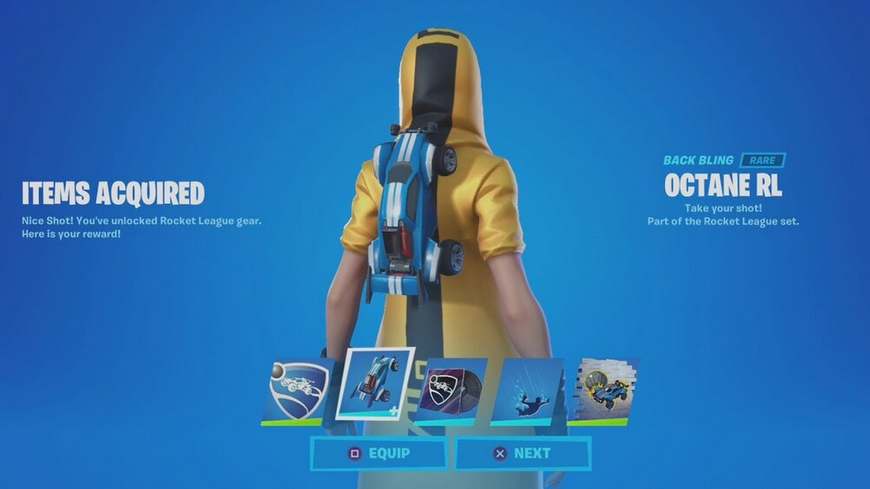 ITEMS ACQUIRED
Nice Shot! You've unlocked Rocket League gear.
Here is your reward!
BACK BLING RARE
OCTANE RL
Take your shot!
Part of the Rocket League set.
EQUIP
NEXT